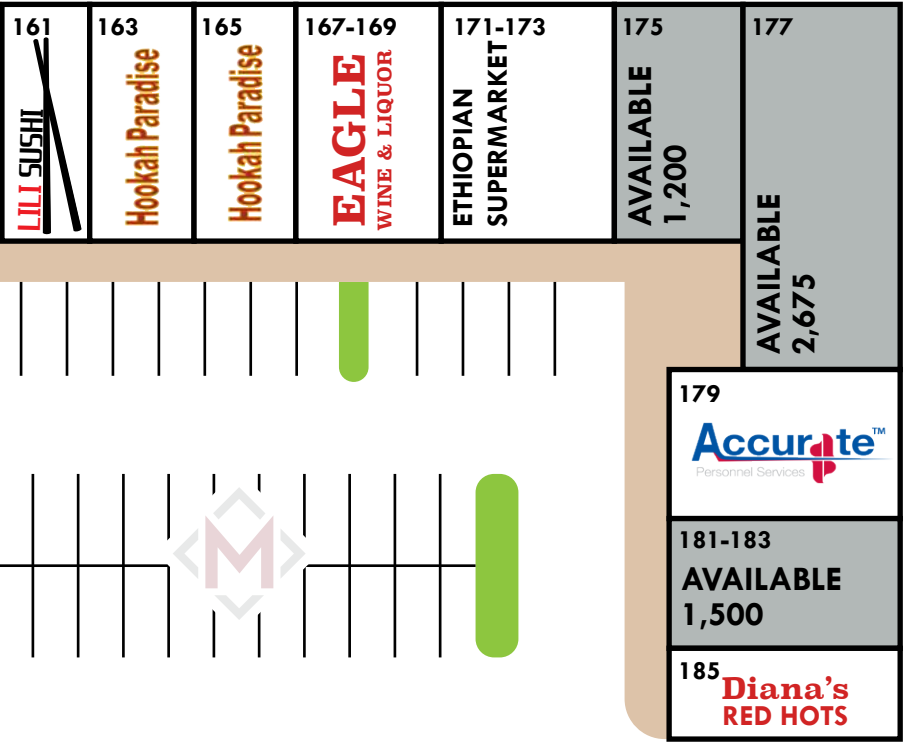 161
LILI SUSHI
163
Hookah Paradise
165
Hookah Paradise
167-169
EAGLE
WINE & LIQUOR
171-173
ETHIOPIAN
SUPERMARKET
175
AVAILABLE
1,200
177
AVAILABLE
2,675
179
Accurate™
Personnel Services
181-183
AVAILABLE
1,500
185
Diana's
RED HOTS
M